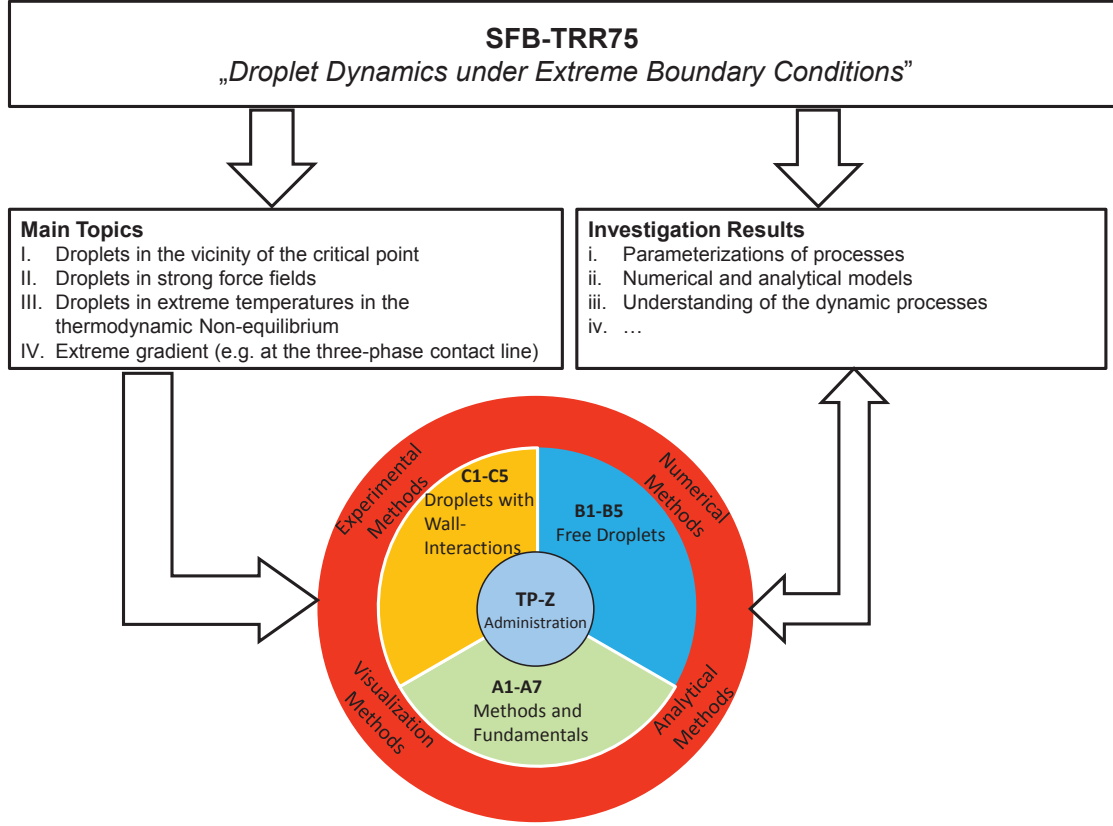 SFB-TRR75
„Droplet Dynamics under Extreme Boundary Conditions”
Main Topics
I. Droplets in the vicinity of the critical point
II. Droplets in strong force fields
III. Droplets in extreme temperatures in the
thermodynamic Non-equilibrium
IV. Extreme gradient (e.g. at the three-phase contact line)
Investigation Results
i. Parameterizations of processes
ii. Numerical and analytical models
iii. Understanding of the dynamic processes
iv. …
Experimental
Methods
Numerical
Methods
C1-C5
Droplets with
Wall-
Interactions
B1-B5
Free Droplets
TP-Z
Administration
A1-A7
Methods and
Fundamentals
Visualization
Methods
Analytical
Methods